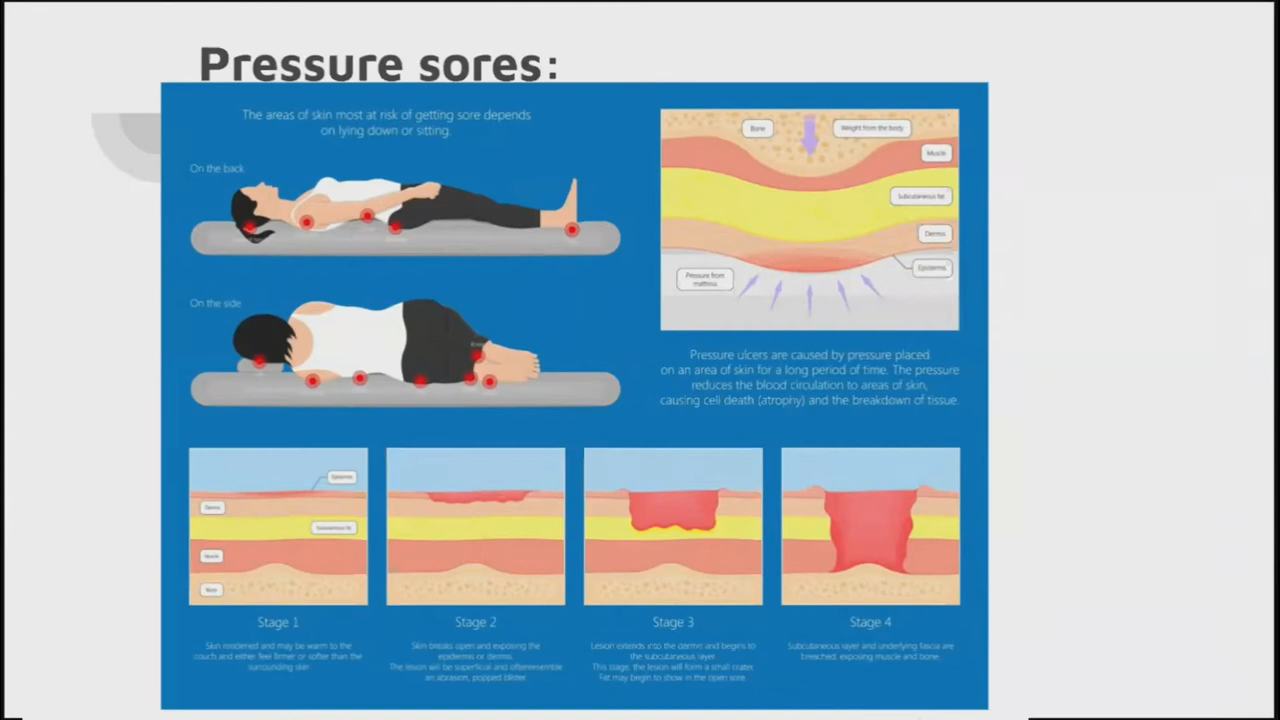 Pressure sores:
The areas of skin most at risk of getting sore depends
on lying down or sitting.
On the back
On the side
Knee
Bone
Weight from the body
Muscle
Subcutaneous fat
Dermis
Epidermis
Pressure from
mattress
Pressure ulcers are caused by pressure placed
on an area of skin for a long period of time. The pressure
reduces the blood circulation to areas of skin,
causing cell death (atrophy) and the breakdown of tissue.
Epidermis
Dermis
Subcutaneous fat
Muscle
Bone
Stage 1
Skin reddened and may be warm to the
touch and either feel firmer or softer than the
surrounding skin
Stage 2
Skin breaks open and exposing the
epidermis or dermis.
The lesion will be superficial and oftenresemble
an abrasion, popped blister
Stage 3
Lesion extends into the dermis and begins to
the subcutaneous layer
This stage, the lesion will form a small crater.
Fat may begin to show in the open sore.
Stage 4
Subcutaneous layer and underlying fascia are
breached, exposing muscle and bone.